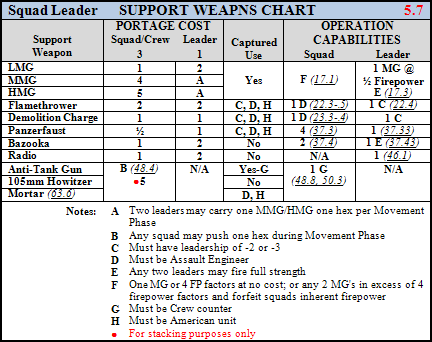 Squad Leader SUPPORT WEAPNS CHART 5.7
Support Weapon
PORTAGE COST
Squad/Crew Leader
3 1
Captured Use
OPERATION CAPABILITIES
Squad Leader
LMG 1 2
MMG 4 A
HMG 5 A
Yes
F (17.1)
1 MG @
½ Firepower
E (17.3)
Flamethrower 2 2 C, D, H 1 D (22.3-.3) 1 C (22.4)
Demolition Charge 1 1 C, D, H 1 D (23.3-.4) 1 C
Panzerfaust ½ 1 C, D, H 4 (37.3) 1 (37.33)
Bazooka 1 2 No 2 (37.4) 1 E (37.43)
Radio 1 2 No N/A 1 (46.1)
Anti-Tank Gun B (48.4) N/A Yes-G 1 G N/A
105mm Howitzer •5 No (48.8, 50.3)
Mortar (63.6) D, H
Notes: A Two leaders may carry one MMG/HMG one hex per Movement
Phase
B Any squad may push one hex during Movement Phase
C Must have leadership of -2 or -3
D Must be Assault Engineer
E Any two leaders may fire full strength
F One MG or 4 FP factors at no cost; or any 2 MG's in excess of 4
firepower factors and forfeit squads inherent firepower
G Must be Crew counter
H Must be American unit
• For stacking purposes only